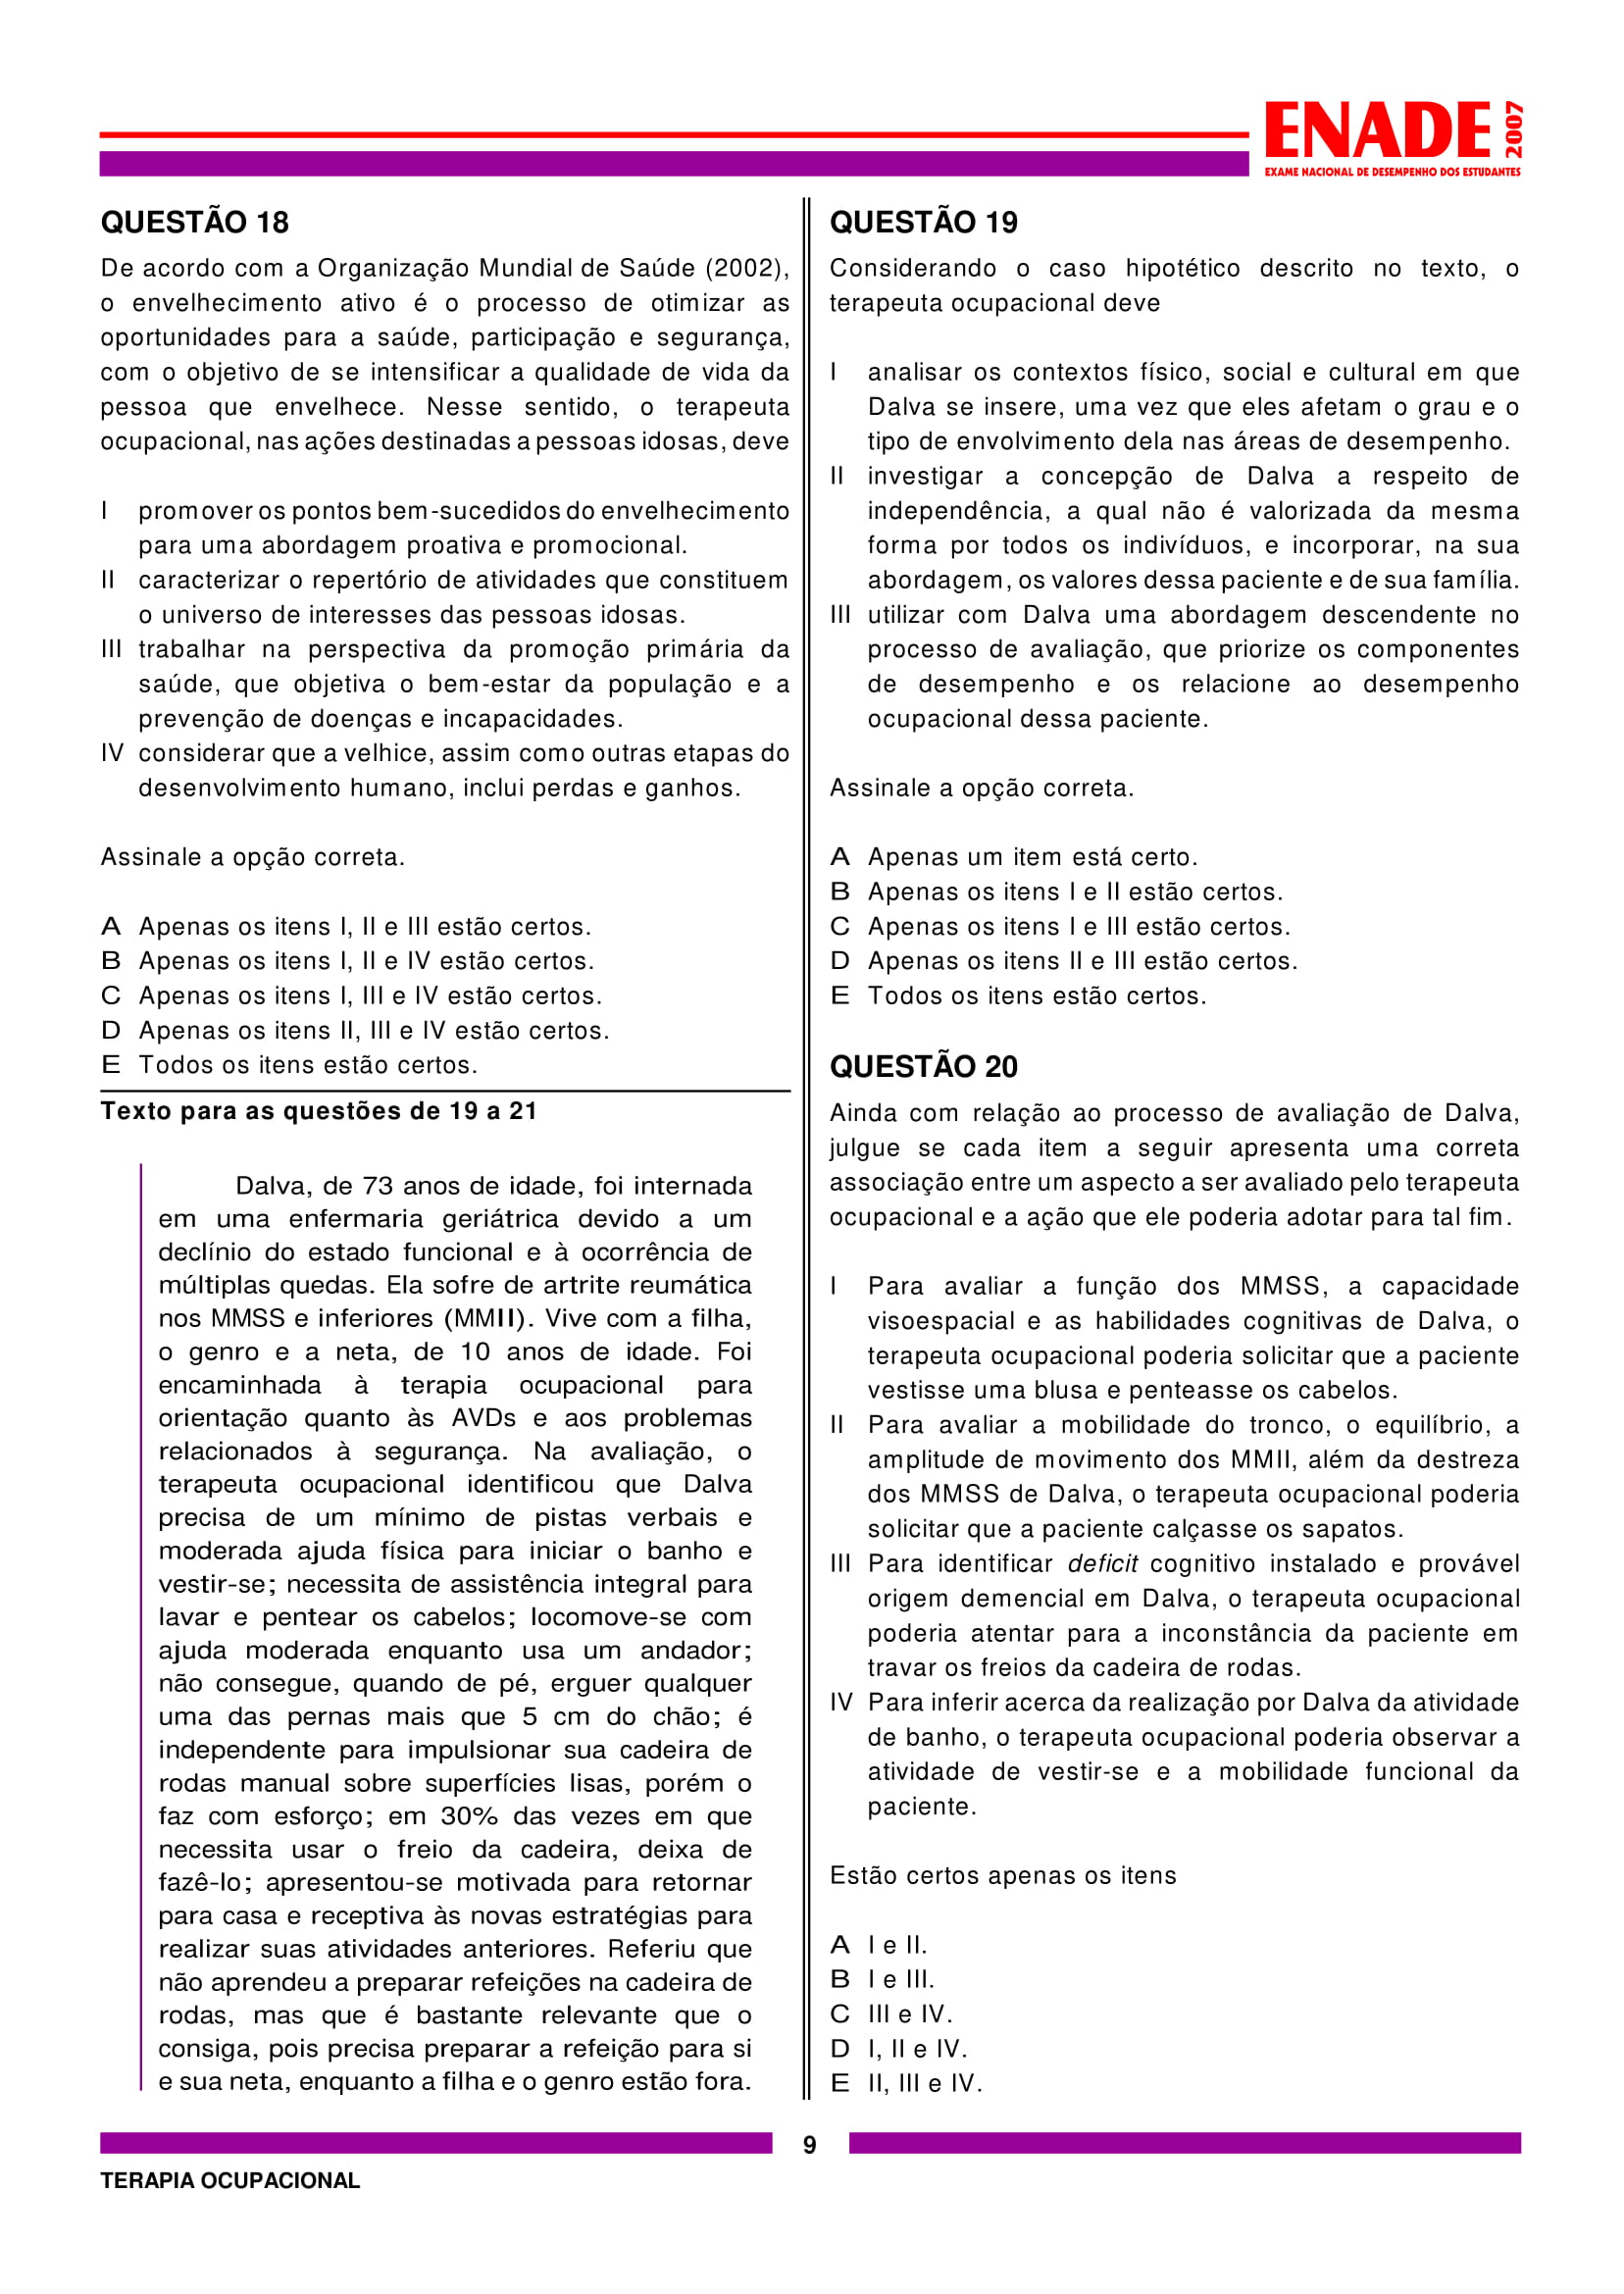 ENADE 2007
EXAME NACIONAL DE DESEMPENHO DOS ESTUDANTES
QUESTÃO 18
De acordo com a Organização Mundial de Saúde (2002),
o envelhecimento ativo é o processo de otimizar as
oportunidades para a saúde, participação e segurança,
com o objetivo de se intensificar a qualidade de vida da
pessoa que envelhece. Nesse sentido, o terapeuta
ocupacional, nas ações destinadas a pessoas idosas, deve
I promover os pontos bem-sucedidos do envelhecimento
para uma abordagem proativa e promocional.
II caracterizar o repertório de atividades que constituem
o universo de interesses das pessoas idosas.
III trabalhar na perspectiva da promoção primária da
saúde, que objetiva o bem-estar da população e a
prevenção de doenças e incapacidades.
IV considerar que a velhice, assim como outras etapas do
desenvolvimento humano, inclui perdas e ganhos.
Assinale a opção correta.
A Apenas os itens I, II e III estão certos.
B Apenas os itens I, II e IV estão certos.
C Apenas os itens I, III e IV estão certos.
D Apenas os itens II, III e IV estão certos.
E Todos os itens estão certos.
Texto para as questões de 19 a 21
Dalva, de 73 anos de idade, foi internada
em uma enfermaria geriátrica devido a um
declínio do estado funcional e à ocorrência de
múltiplas quedas. Ela sofre de artrite reumática
nos MMSS e inferiores (MMII). Vive com a filha,
o genro e a neta, de 10 anos de idade. Foi
encaminhada à terapia ocupacional para
orientação quanto às AVDs e aos problemas
relacionados à segurança. Na avaliação, o
terapeuta ocupacional identificou que Dalva
precisa de um mínimo de pistas verbais e
moderada ajuda física para iniciar o banho e
vestir-se; necessita de assistência integral para
lavar e pentear os cabelos; locomove-se com
ajuda moderada enquanto usa um andador;
não consegue, quando de pé, erguer qualquer
uma das pernas mais que 5 cm do chão; é
independente para impulsionar sua cadeira de
rodas manual sobre superfícies lisas, porém o
faz com esforço; em 30% das vezes em que
necessita usar o freio da cadeira, deixa de
fazê-lo; apresentou-se motivada para retornar
para casa e receptiva às novas estratégias para
realizar suas atividades anteriores. Referiu que
não aprendeu a preparar refeições na cadeira de
rodas, mas que é bastante relevante que o
consiga, pois precisa preparar a refeição para si
e sua neta, enquanto a filha e o genro estão fora.
QUESTÃO 19
Considerando o caso hipotético descrito no texto, o
terapeuta ocupacional deve
I analisar os contextos físico, social e cultural em que
Dalva se insere, uma vez que eles afetam o grau e o
tipo de envolvimento dela nas áreas de desempenho.
II investigar a concepção de Dalva a respeito de
independência, a qual não é valorizada da mesma
forma por todos os indivíduos, e incorporar, na sua
abordagem, os valores dessa paciente e de sua família.
III utilizar com Dalva uma abordagem descendente no
processo de avaliação, que priorize os componentes
de desempenho e os relacione ao desempenho
ocupacional dessa paciente.
Assinale a opção correta.
A Apenas um item está certo.
B Apenas os itens I e II estão certos.
C Apenas os itens I e III estão certos.
D Apenas os itens II e III estão certos.
E Todos os itens estão certos.
QUESTÃO 20
Ainda com relação ao processo de avaliação de Dalva,
julgue se cada item a seguir apresenta uma correta
associação entre um aspecto a ser avaliado pelo terapeuta
ocupacional e a ação que ele poderia adotar para tal fim.
I Para avaliar a função dos MMSS, a capacidade
visoespacial e as habilidades cognitivas de Dalva, o
terapeuta ocupacional poderia solicitar que a paciente
vestisse uma blusa e penteasse os cabelos.
II Para avaliar a mobilidade do tronco, o equilíbrio, a
amplitude de movimento dos MMII, além da destreza
dos MMSS de Dalva, o terapeuta ocupacional poderia
solicitar que a paciente calçasse os sapatos.
III Para identificar deficit cognitivo instalado e provável
origem demencial em Dalva, o terapeuta ocupacional
poderia atentar para a inconstância da paciente em
travar os freios da cadeira de rodas.
IV Para inferir acerca da realização por Dalva da atividade
de banho, o terapeuta ocupacional poderia observar a
atividade de vestir-se e a mobilidade funcional da
paciente.
Estão certos apenas os itens
A I e II.
B I e III.
C III e IV.
D I, II e IV.
E II, III e IV.
9
TERAPIA OCUPACIONAL